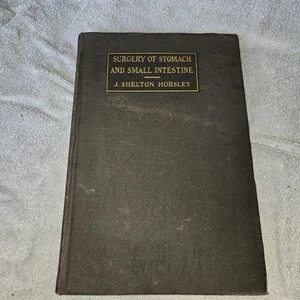 SURGERY OF STOMACH
AND SMALL INTESTINE
J. SHELTON HORSLEY